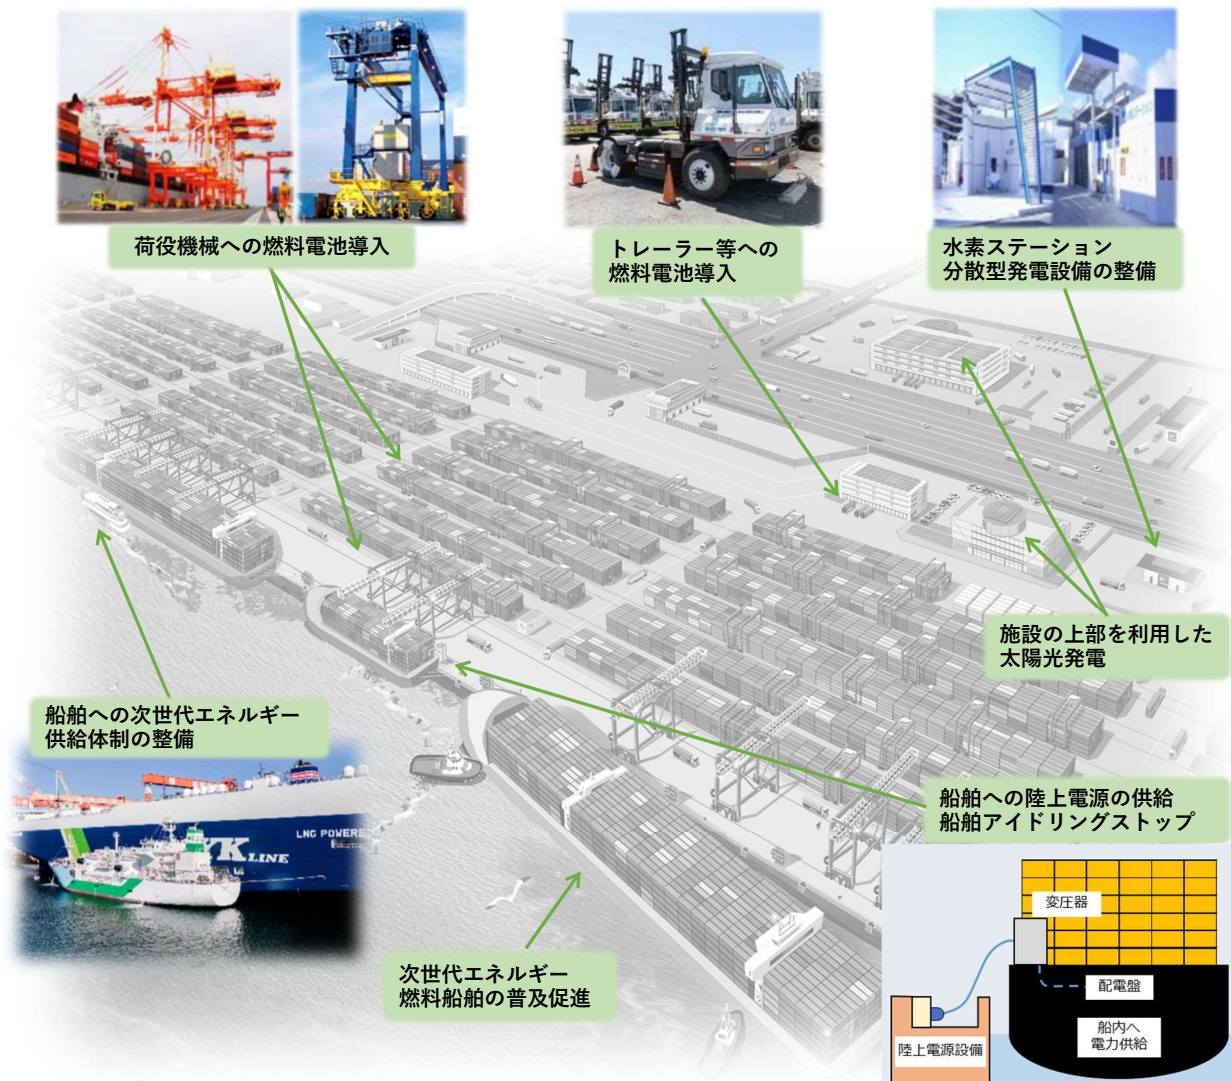 荷役機械への燃料電池導入
トレーラー等への
燃料電池導入
水素ステーション
分散型発電設備の整備
施設の上部を利用した
太陽光発電
船舶への次世代エネルギー
供給体制の整備
LNG POWERE
YK LINE
船舶への陸上電源の供給
船舶アイドリングストップ
次世代エネルギー
燃料船舶の普及促進
変圧器
配電盤
船内へ
電力供給
陸上電源設備